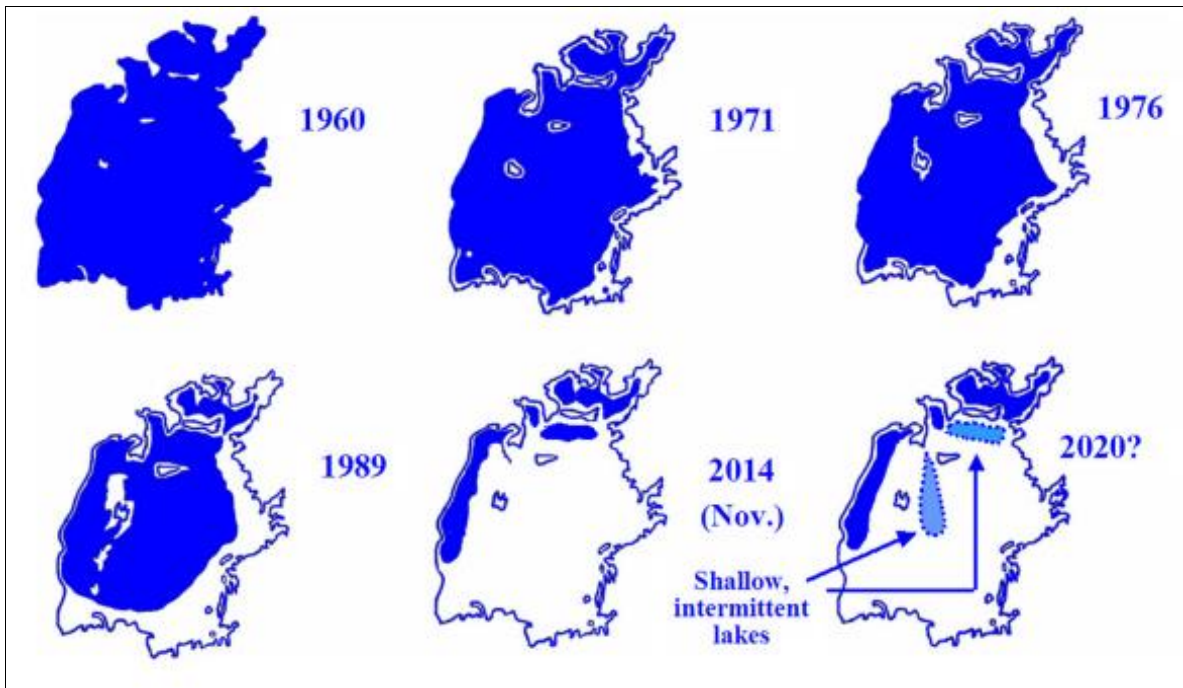 1960
1971
1976
1989
2014
(Nov.)
2020?
Shallow,
intermittent
lakes